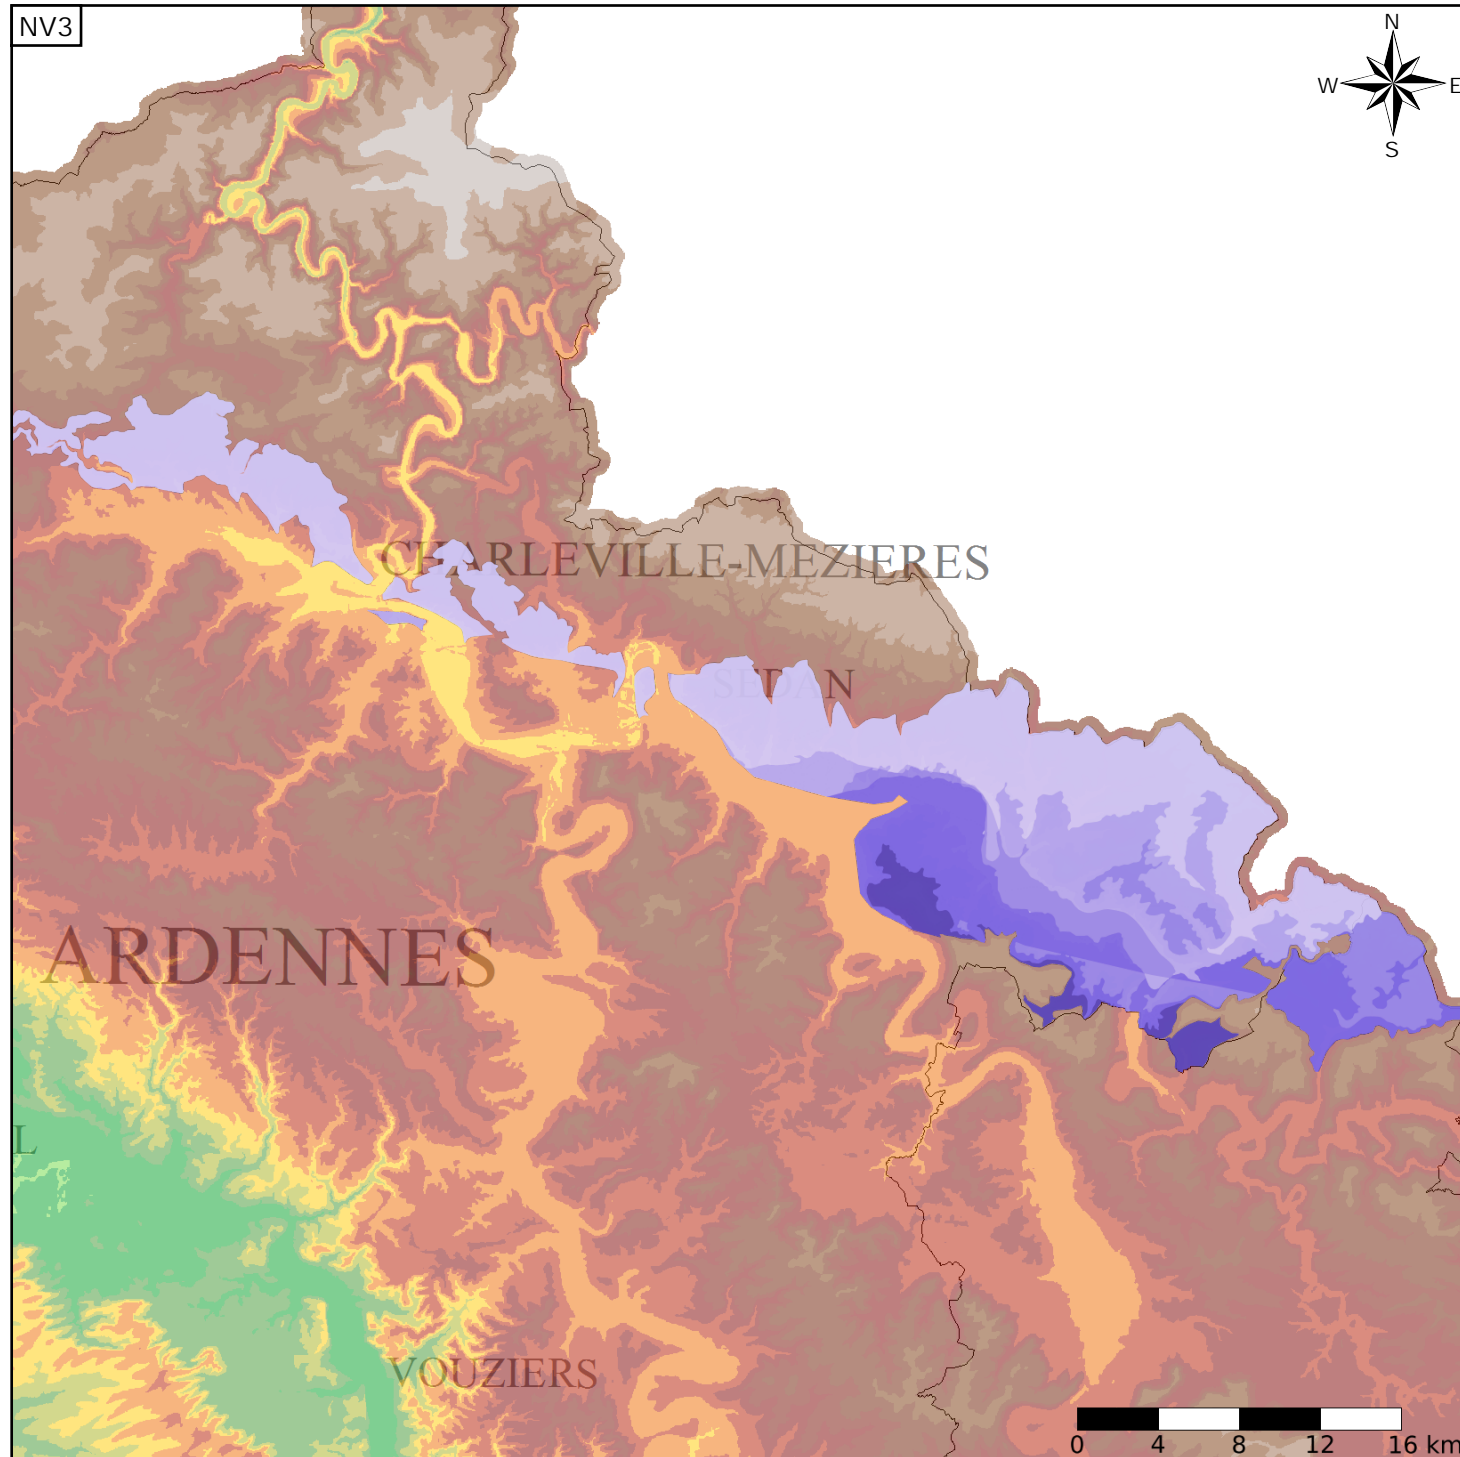 NV3
N
W E
S
CHARLEVILLE-MEZIERES
SEDAN
ARDENNES
L
VOUZIERS
0 4 8 12 16 km